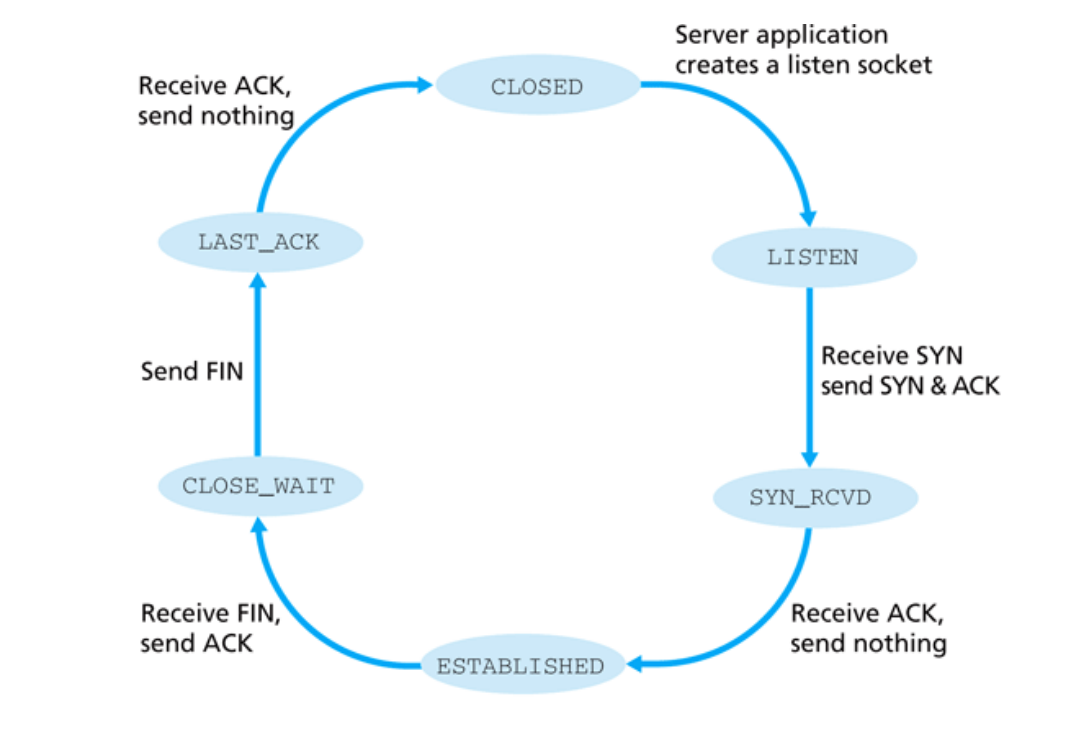 Server application
creates a listen socket
CLOSED
Receive ACK,
send nothing
LAST_ACK
LISTEN
Receive SYN
send SYN & ACK
Send FIN
CLOSE_WAIT
SYN_RCVD
Receive FIN,
send ACK
Receive ACK,
send nothing
ESTABLISHED